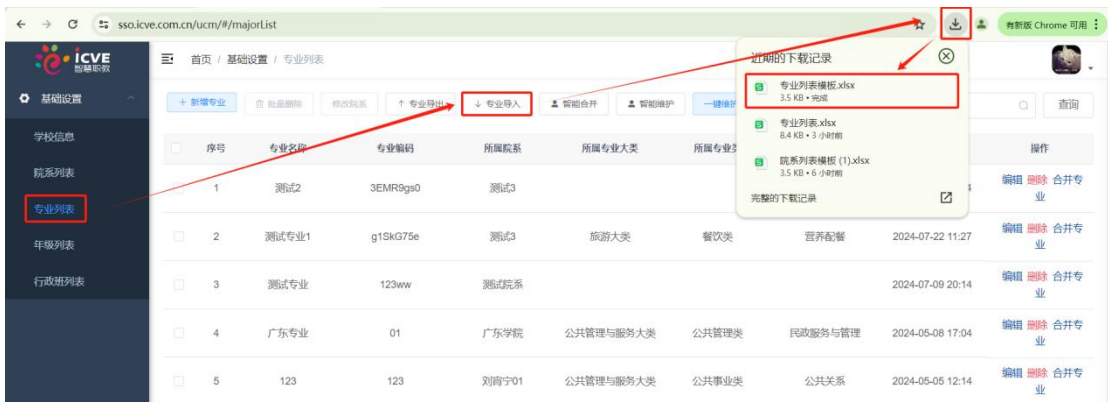 sso.icve.com.cn/ucm/#/majorList
有新版 Chrome 可用
icve
智慧职教
首页 / 基础设置 / 专业列表
近期的下载记录
专业列表模板.xlsx
3.5 KB • 完成
专业列表.xlsx
8.4 KB • 3 小时前
院系列表模板 (1).xlsx
3.5 KB • 6 小时前
完整的下载记录
基础设置
学校信息
院系列表
专业列表
年级列表
行政班列表
+ 新增专业 批量删除 修改院系 ↑ 专业导出 ↓ 专业导入 智能合并 智能维护 一键维护 查询
序号 专业名称 专业编码 所属院系 所属专业大类 所属专业类 操作
1 测试2 3EMR9gs0 测试3 编辑 删除 合并专业
2 测试专业1 g1SkG75e 测试3 旅游大类 餐饮类 营养配餐 2024-07-22 11:27 编辑 删除 合并专业
3 测试专业 123ww 测试院系 2024-07-09 20:14 编辑 删除 合并专业
4 广东专业 01 广东学院 公共管理与服务大类 公共管理类 民政服务与管理 2024-05-08 17:04 编辑 删除 合并专业
5 123 123 刘宵宁01 公共管理与服务大类 公共事业类 公共关系 2024-05-05 12:14 编辑 删除 合并专业